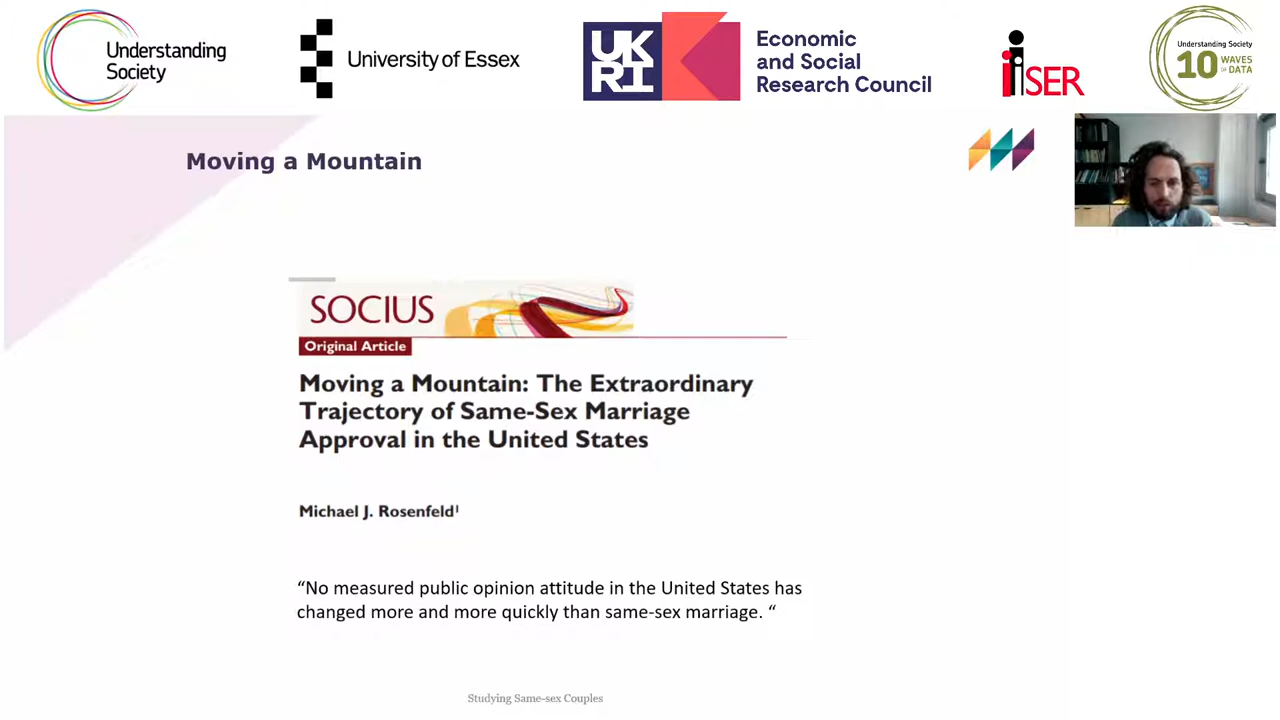 Understanding
Society
University of Essex
UK
RI
Economic
and Social
Research Council
iSER
Understanding Society
10 WAVES
OF DATA
Moving a Mountain
SOCIUS
Original Article
Moving a Mountain: The Extraordinary
Trajectory of Same-Sex Marriage
Approval in the United States
Michael J. Rosenfeld¹
“No measured public opinion attitude in the United States has
changed more and more quickly than same-sex marriage. “
Studying Same-sex Couples